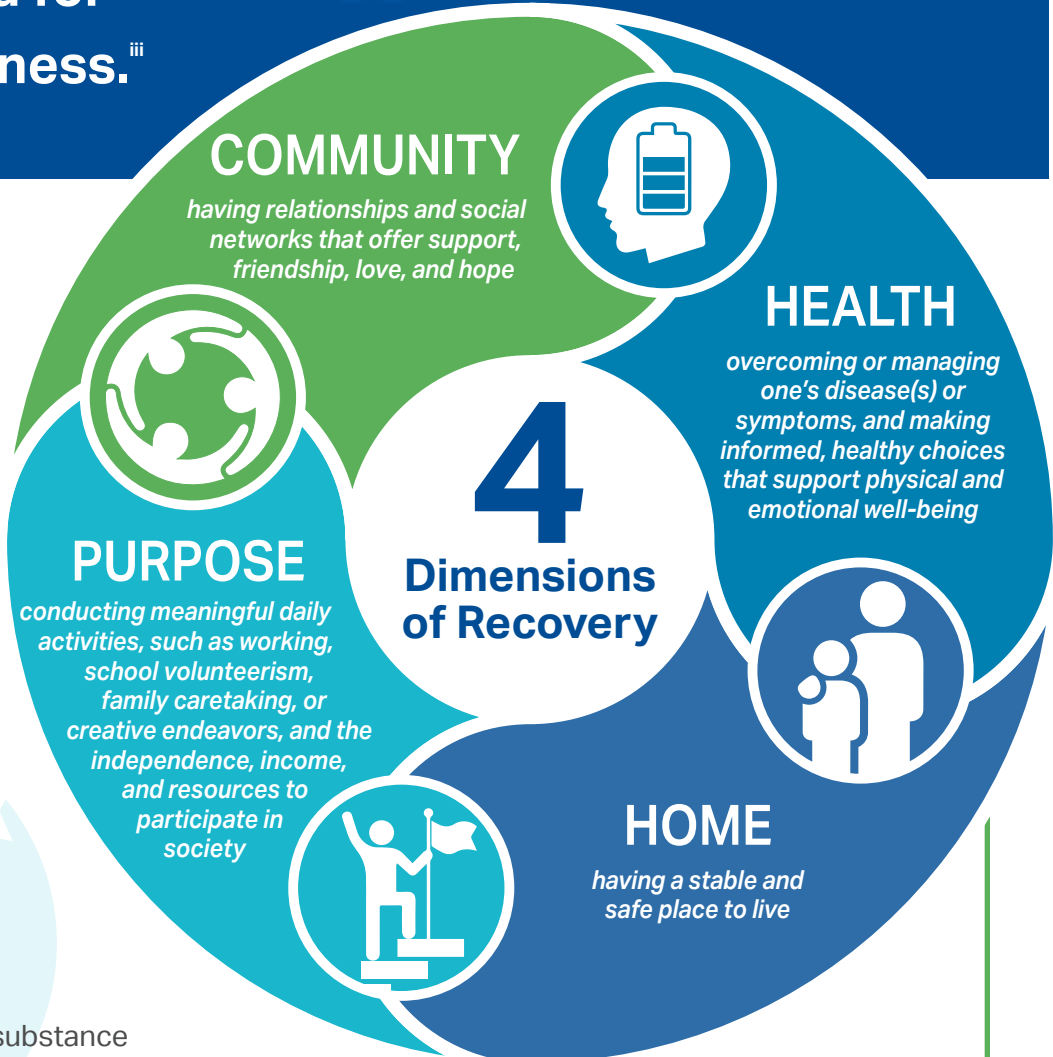 ness.iii
COMMUNITY
having relationships and social
networks that offer support,
friendship, love, and hope
HEALTH
overcoming or managing
one’s disease(s) or
symptoms, and making
informed, healthy choices
that support physical and
emotional well-being
4
Dimensions
of Recovery
PURPOSE
conducting meaningful daily
activities, such as working,
school volunteerism,
family caretaking, or
creative endeavors, and the
independence, income,
and resources to
participate in
society
HOME
having a stable and
safe place to live
substance